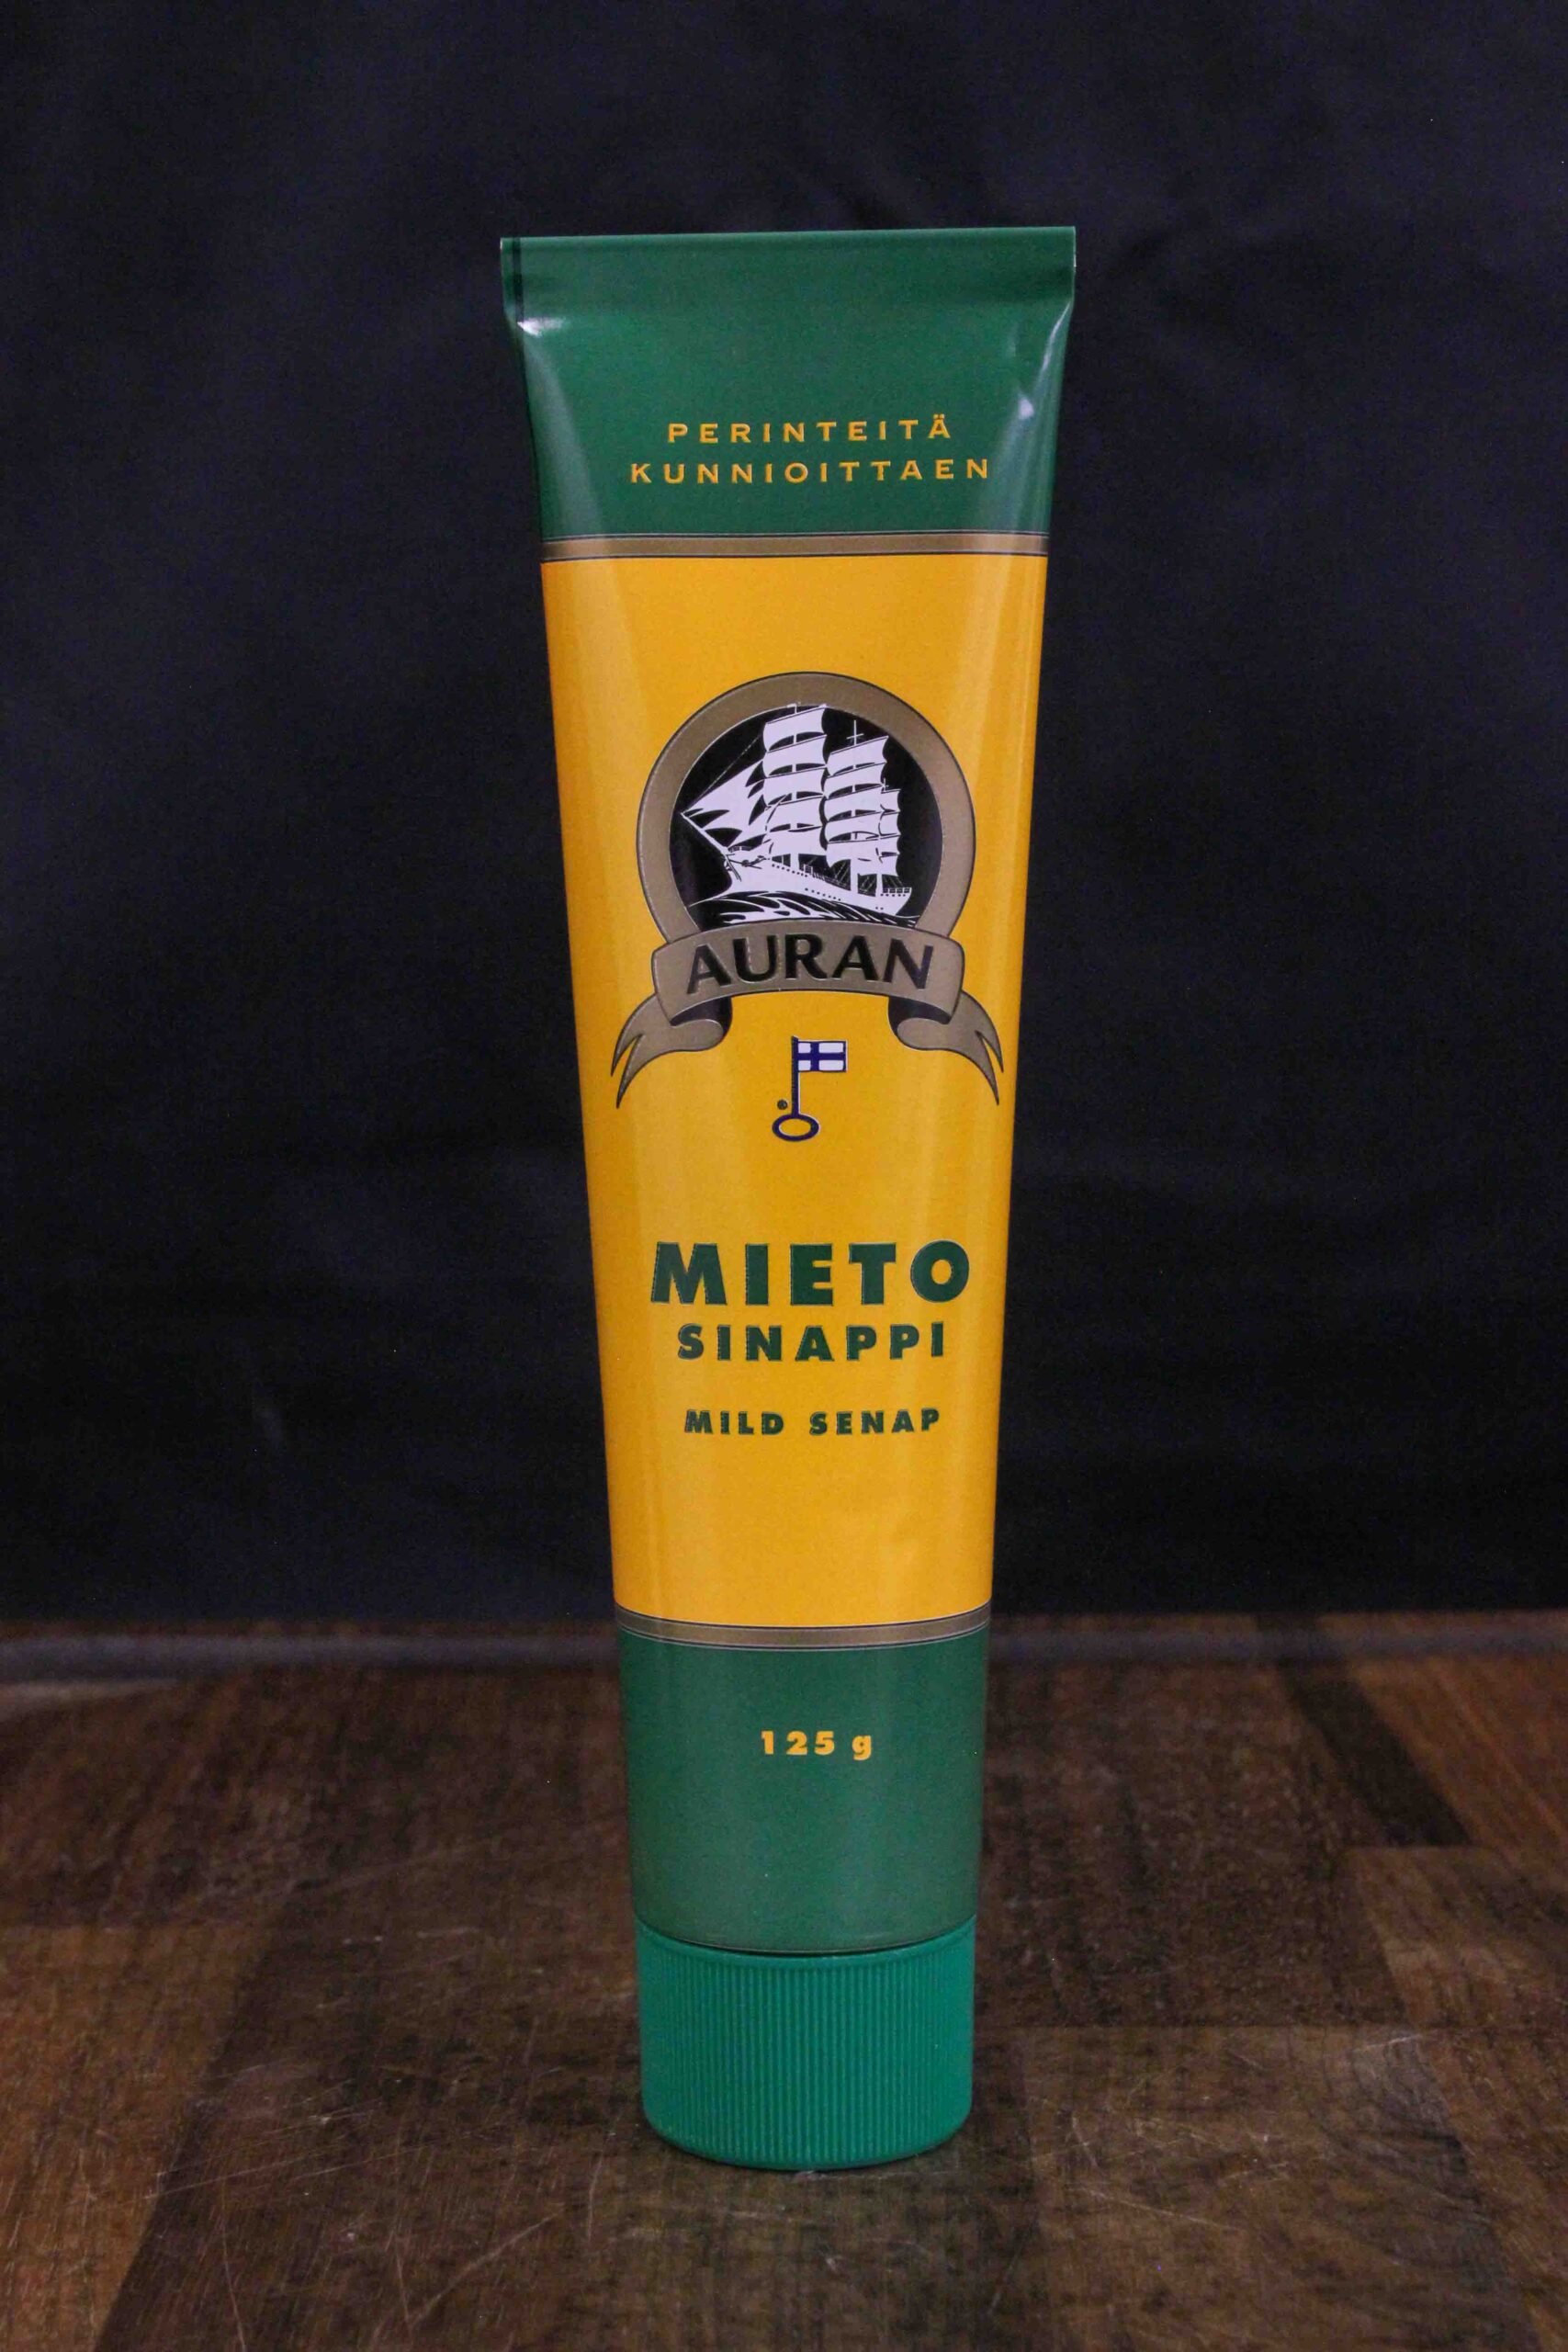 PERINTEITÄ
KUNNIOITTAEN
AURAN
MIETO
SINAPPI
MILD SENAP
125 g